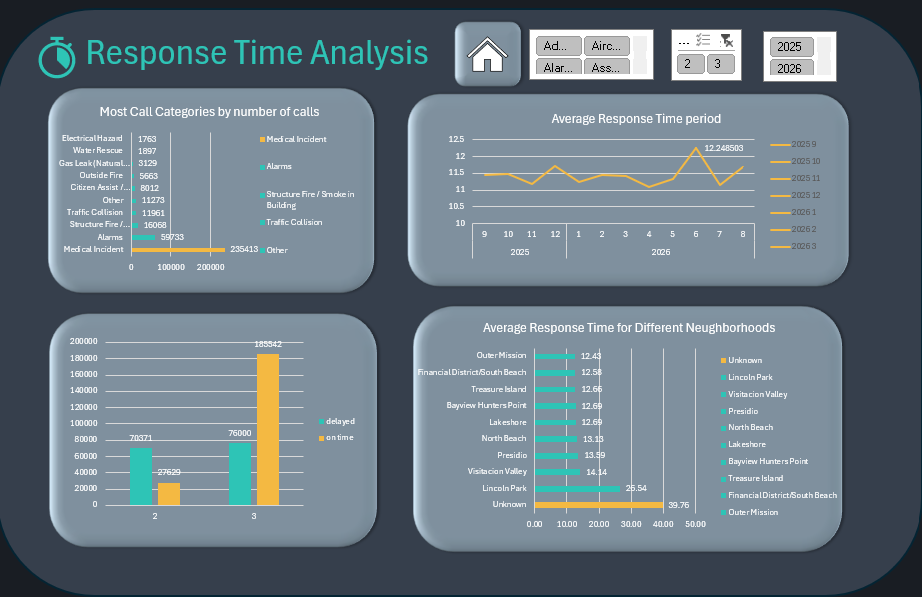 Response Time Analysis
Ad...
Airc...
Alar...
Ass...
...
2
3
2025
2026
Most Call Categories by number of calls
Electrical Hazard 1763
Water Rescue 1897
Gas Leak (Natural... 3129
Outside Fire 5663
Citizen Assist /... 8012
Other 11273
Traffic Collision 11961
Structure Fire /... 16068
Alarms 59733
Medical Incident 235413
0 100000 200000
Medical Incident
Alarms
Structure Fire / Smoke in
Building
Traffic Collision
Other
Average Response Time period
12.5
12
11.5
11
10.5
10
12.248503
9 10 11 12 1 2 3 4 5 6 7 8
2025 2026
2025 9
2025 10
2025 11
2025 12
2026 1
2026 2
2026 3
200000
180000
160000
140000
120000
100000
80000
60000
40000
20000
0
70371
27629
76000
185542
2 3
delayed
on time
Average Response Time for Different Neughborhoods
Outer Mission 12.43
Financial District/South Beach 12.58
Treasure Island 12.66
Bayview Hunters Point 12.69
Lakeshore 12.69
North Beach 13.13
Presidio 13.59
Visitacion Valley 14.14
Lincoln Park 26.54
Unknown 39.76
0.00 10.00 20.00 30.00 40.00 50.00
Unknown
Lincoln Park
Visitacion Valley
Presidio
North Beach
Lakeshore
Bayview Hunters Point
Treasure Island
Financial District/South Beach
Outer Mission